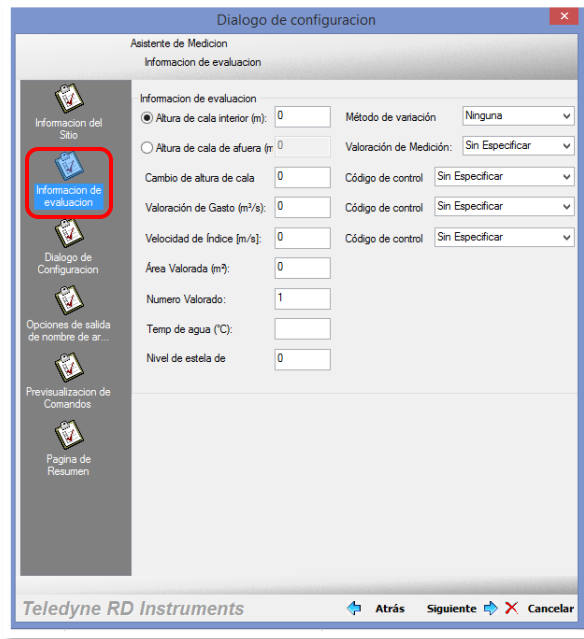 Dialogo de configuracion
Asistente de Medicion
Informacion de evaluacion
Informacion del
Sitio
Informacion de
evaluacion
Dialogo de
Configuracion
Opciones de salida
de nombre de ar...
Previsualizacion de
Comandos
Pagina de
Resumen
Informacion de evaluacion
Altura de cala interior (m): 0 Método de variación Ninguna
Altura de cala de afuera (m 0 Valoración de Medición: Sin Especificar
Cambio de altura de cala 0 Código de control Sin Especificar
Valoración de Gasto (m³/s): 0 Código de control Sin Especificar
Velocidad de Índice [m/s]: 0 Código de control Sin Especificar
Área Valorada (m²): 0
Numero Valorado: 1
Temp de agua (°C):
Nivel de estela de 0
Teledyne RD Instruments Atrás Siguiente Cancelar